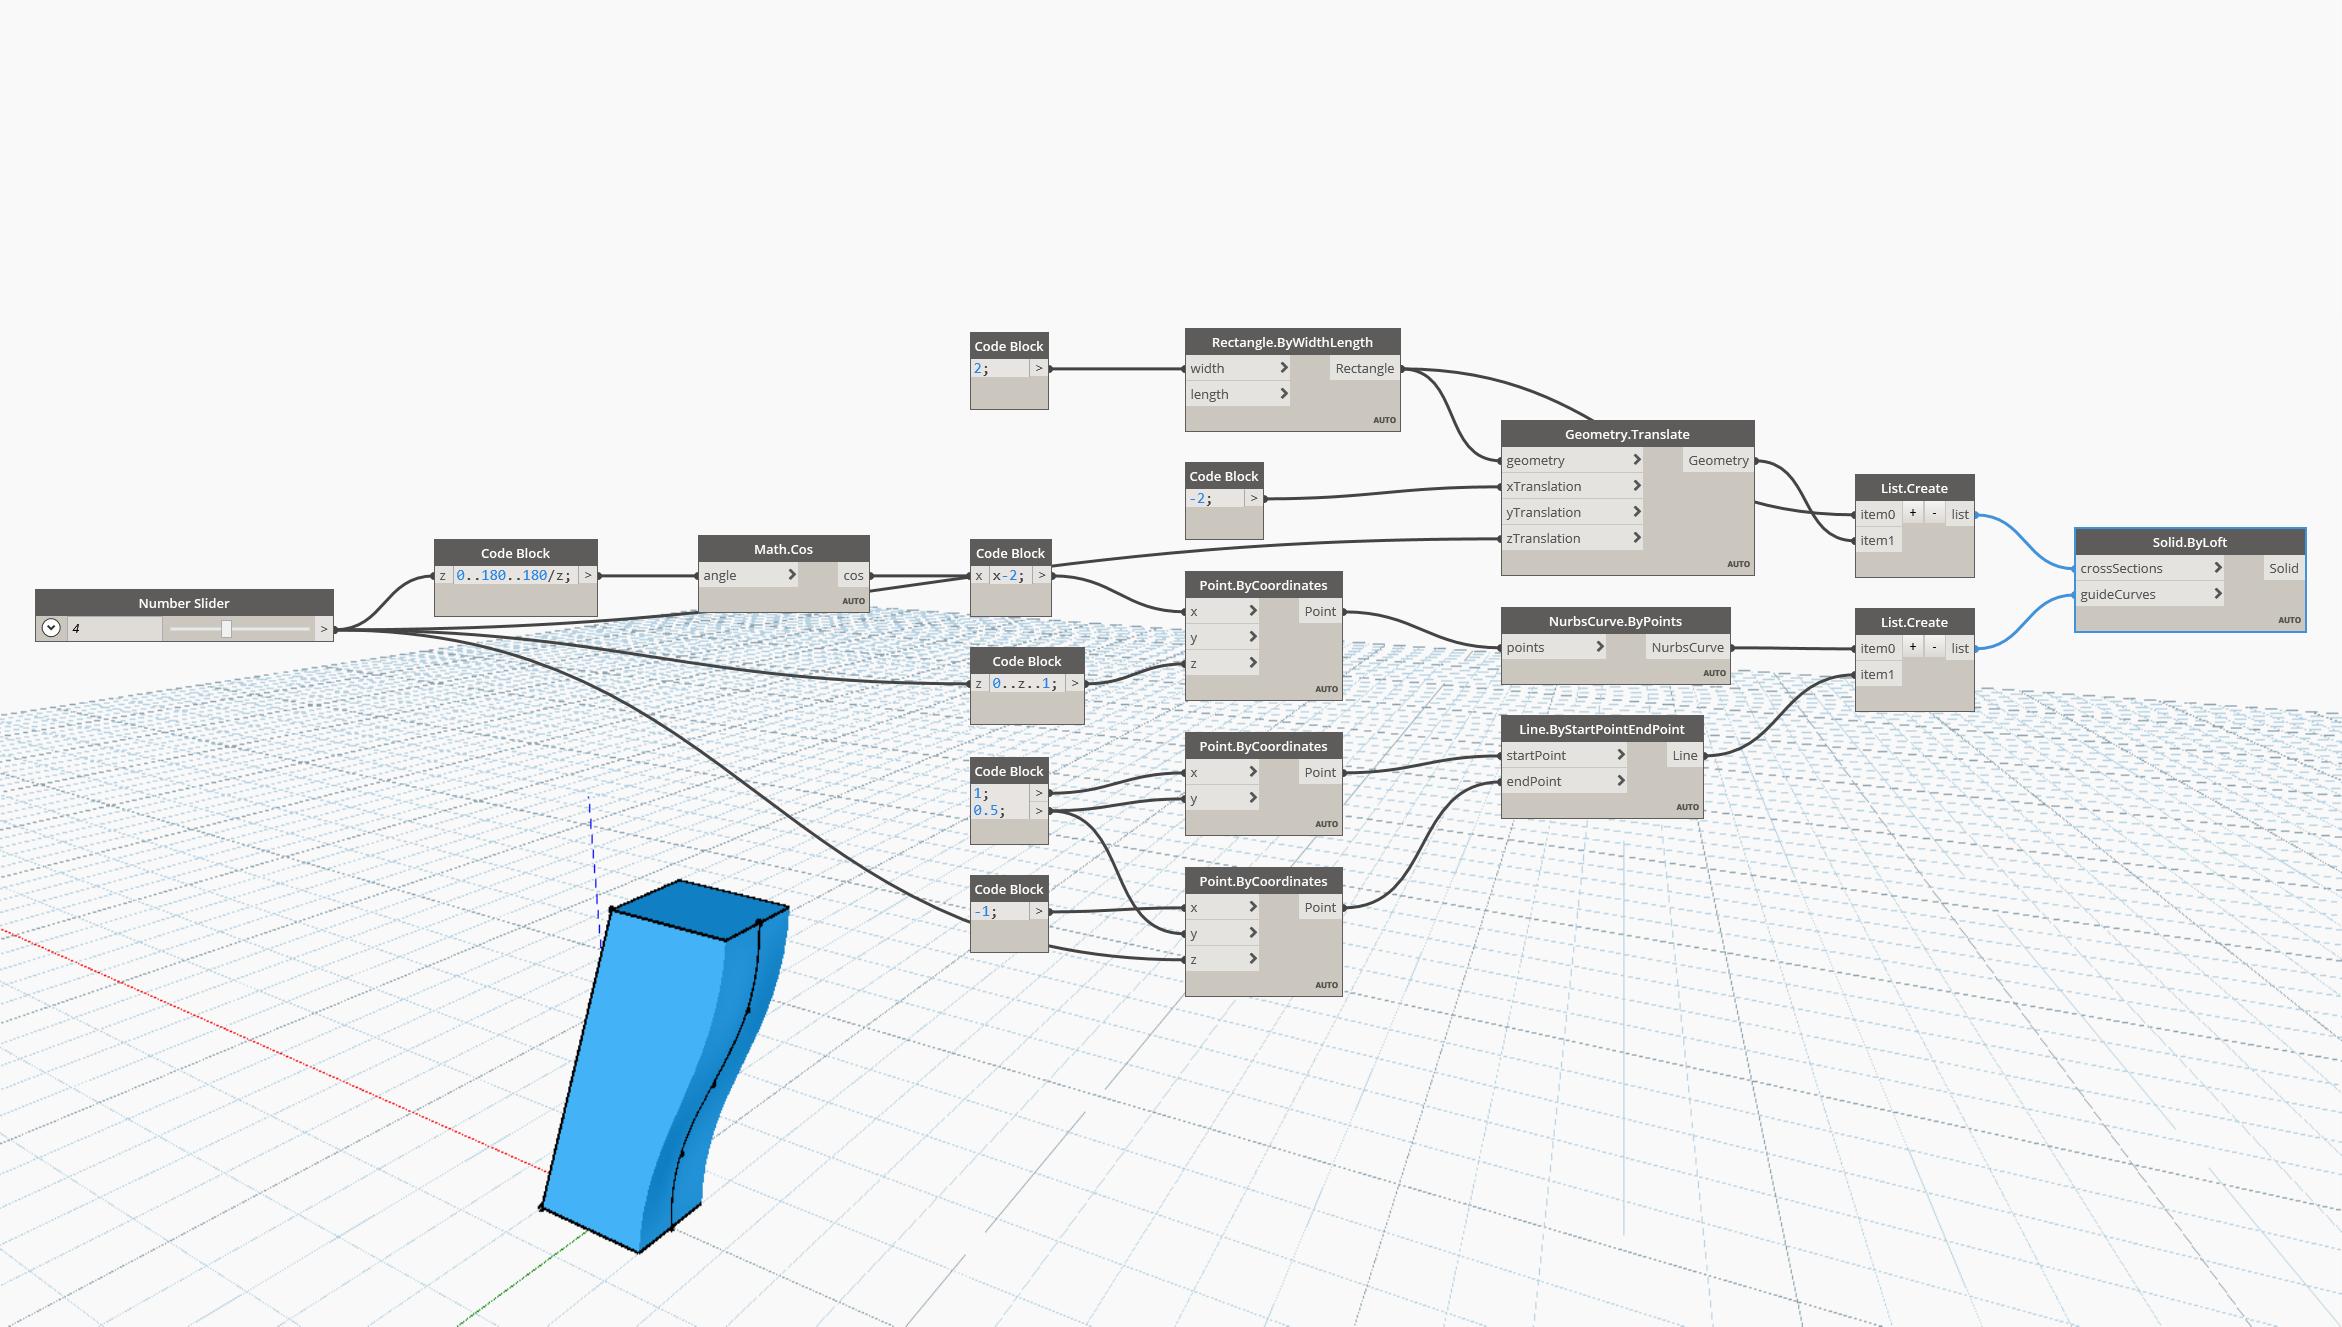 Number Slider
4
>
Code Block
z 0..180..180/z; >
Math.Cos
angle cos
AUTO
Code Block
2; >
Rectangle.ByWidthLength
width Rectangle
length
AUTO
Code Block
-2; >
Geometry.Translate
geometry Geometry
xTranslation
yTranslation
zTranslation
AUTO
Code Block
x x-2; >
Code Block
z 0..z..1; >
Point.ByCoordinates
x Point
y
z
AUTO
NurbsCurve.ByPoints
points NurbsCurve
AUTO
Code Block
1; >
0.5; >
Point.ByCoordinates
x Point
y
AUTO
Code Block
-1; >
Point.ByCoordinates
x Point
y
z
AUTO
Line.ByStartPointEndPoint
startPoint Line
endPoint
AUTO
List.Create
item0 + - list
item1
List.Create
item0 + - list
item1
Solid.ByLoft
crossSections Solid
guideCurves
AUTO